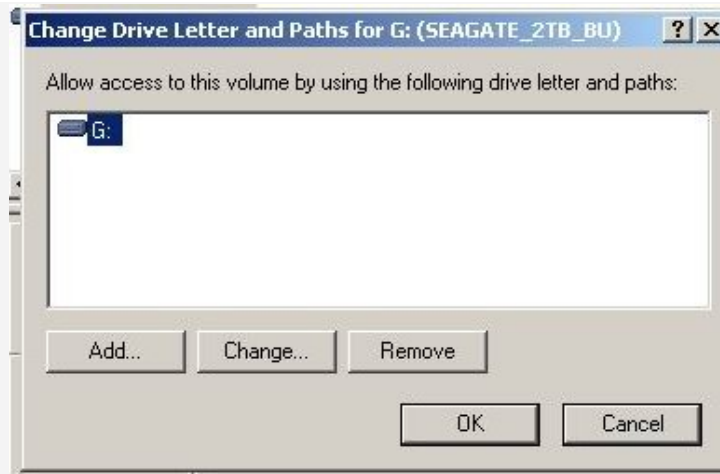 Change Drive Letter and Paths for G: (SEAGATE_2TB_BU)
Allow access to this volume by using the following drive letter and paths:
G:
Add... Change... Remove
OK Cancel